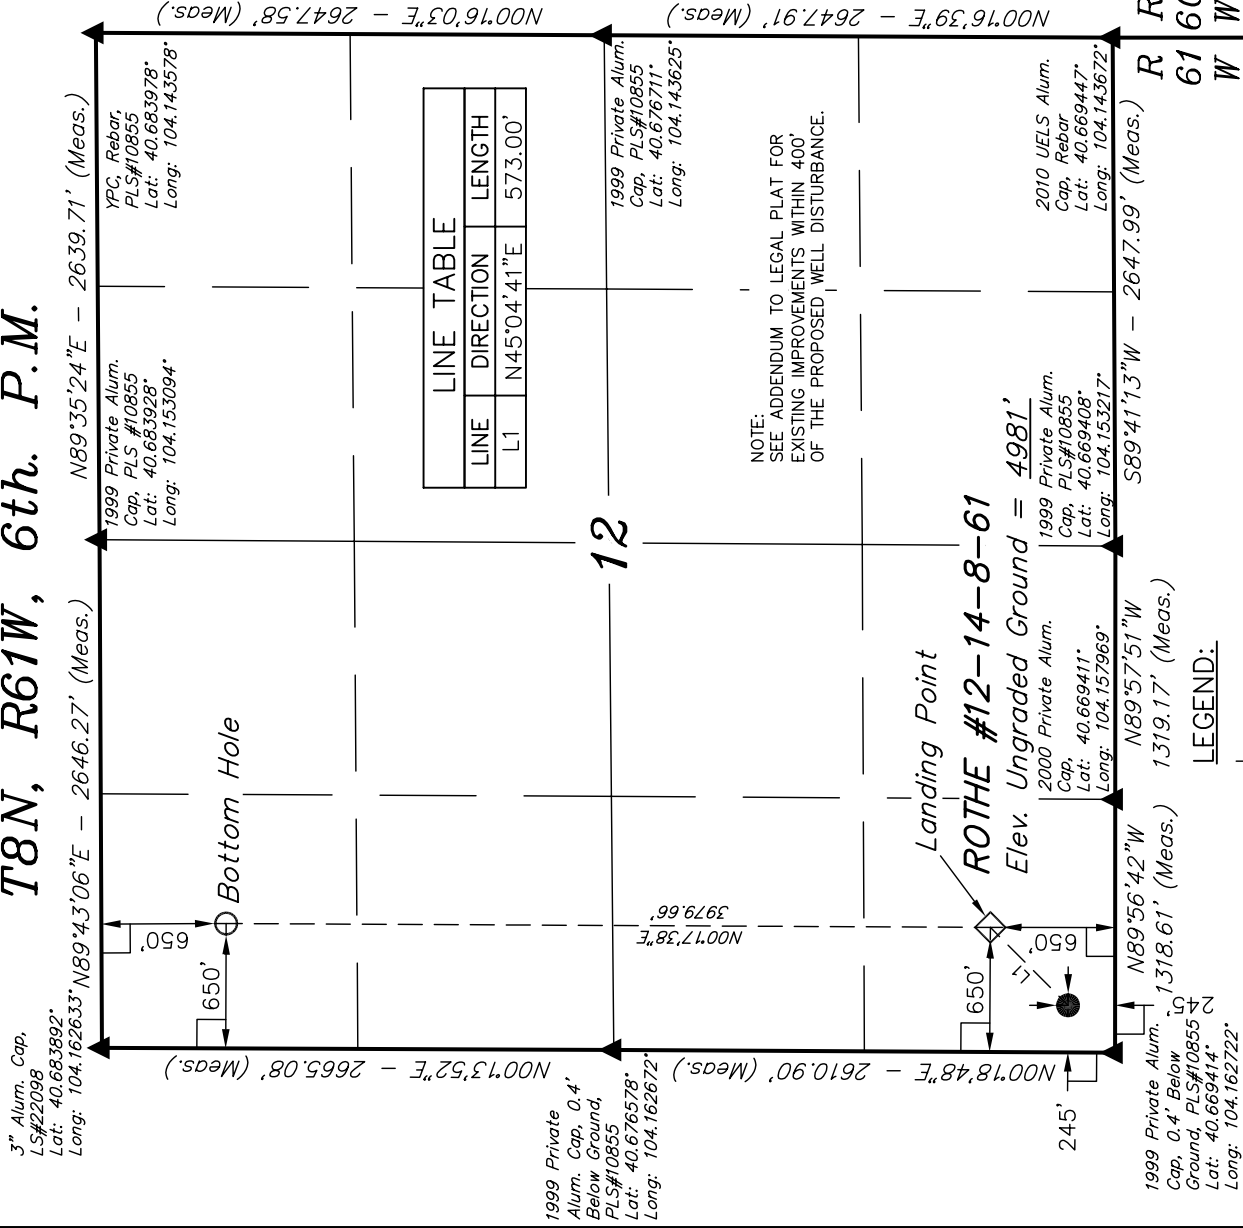 T8N, R61W, 6th. P.M.
N89°43'06"E - 2646.27' (Meas.)
N89°35'24"E - 2639.71' (Meas.)
3" Alum. Cap,
LS#22098
Lat: 40.683892°
Long: 104.162633°
1999 Private Alum.
Cap, PLS #10855
Lat: 40.683928°
Long: 104.153094°
YPC, Rebar,
PLS#10855
Lat: 40.683978°
Long: 104.143578°
N00°16'03"E - 2647.58' (Meas.)
N00°16'39"E - 2647.91' (Meas.)
N00°13'52"E - 2665.08' (Meas.)
N00°18'48"E - 2610.90' (Meas.)
650'
650'
Bottom Hole
LINE TABLE
LINE DIRECTION LENGTH
L1 N45°04'41"E 573.00'
1999 Private
Alum. Cap, 0.4'
Below Ground,
PLS#10855
Lat: 40.676578°
Long: 104.162672°
12
1999 Private Alum.
Cap, PLS#10855
Lat: 40.676711°
Long: 104.143625°
N00°17'38"E
3979.66'
NOTE:
SEE ADDENDUM TO LEGAL PLAT FOR
EXISTING IMPROVEMENTS WITHIN 400'
OF THE PROPOSED WELL DISTURBANCE.
Landing Point
ROTHE #12-14-8-61
Elev. Ungraded Ground = 4981'
650'
650'
L1
245'
245'
2000 Private Alum.
Cap,
Lat: 40.669411°
Long: 104.157969°
1999 Private Alum.
Cap, PLS#10855
Lat: 40.669408°
Long: 104.153217°
2010 UELS Alum.
Cap, Rebar
Lat: 40.669447°
Long: 104.143672°
1999 Private Alum.
Cap, 0.4' Below
Ground, PLS#10855
Lat: 40.669414°
Long: 104.162722°
N89°56'42"W
1318.61' (Meas.)
N89°57'51"W
1319.17' (Meas.)
S89°41'13"W - 2647.99' (Meas.)
R R
61 60
W W
LEGEND: